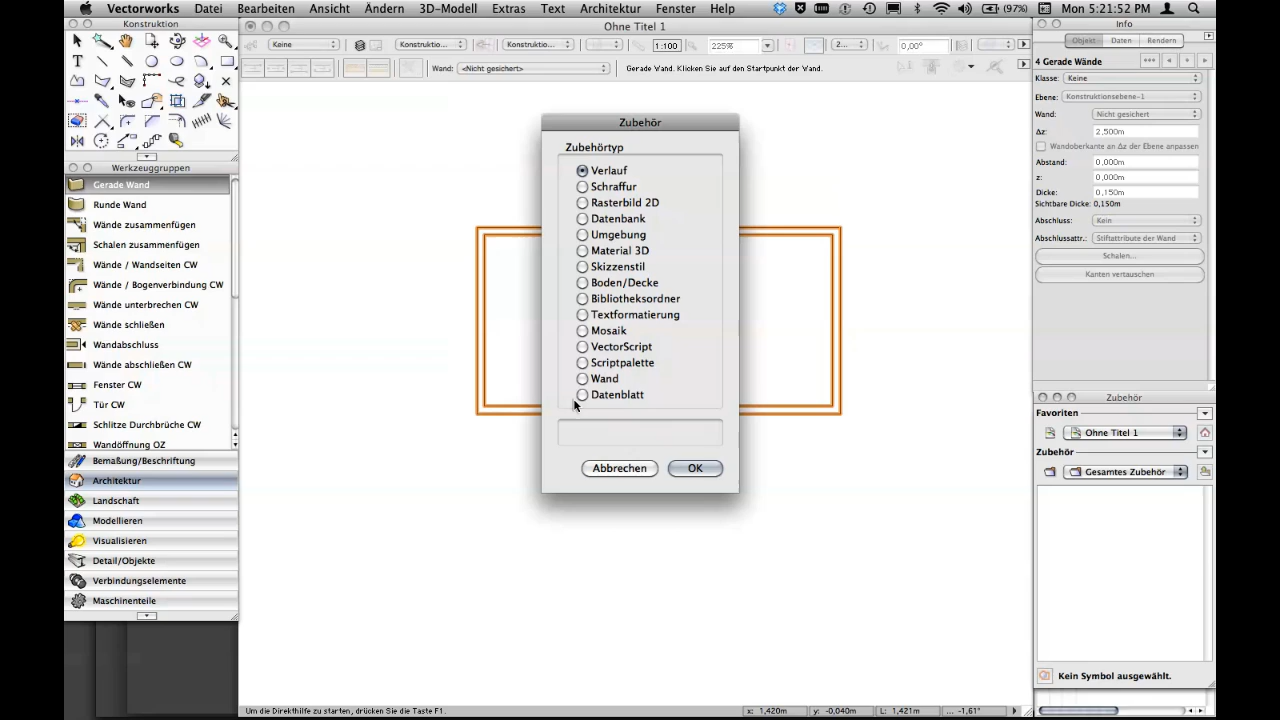 Vectorworks Datei Bearbeiten Ansicht Ändern 3D-Modell Extras Text Architektur Fenster Help (97%) Mon 5:21:52
Konstruktion
Ohne Titel 1
Info
Keine Konstruktio... Konstruktio... 1:100 225% 2... 0,00°
Objekt Daten Rendern
Wand: <Nicht gesichert> Gerade Wand. Klicken Sie auf den Startpunkt der Wand.
4 Gerade Wände
Klasse: Keine
Ebene: Konstruktionsebene-1
Wand: Nicht gesichert
Δz: 2,500m
Wandoberkante an Δz der Ebene anpassen
Abstand: 0,000m
z: 0,000m
Dicke: 0,150m
Sichtbare Dicke: 0,150m
Abschluss: Kein
Abschlussattr.: Stiftattribute der Wand
Schalen...
Kanten vertauschen
Werkzeuggruppen
Gerade Wand
Runde Wand
Wände zusammenfügen
Schalen zusammenfügen
Wände / Wandseiten CW
Wände / Bogenverbindung CW
Wände unterbrechen CW
Wände schließen
Wandabschluss
Wände abschließen CW
Fenster CW
Tür CW
Schlitze Durchbrüche CW
Wandöffnung OZ
Bemaßung/Beschriftung
Architektur
Landschaft
Modellieren
Visualisieren
Detail/Objekte
Verbindungselemente
Maschinenteile
Zubehör
Zubehörtyp
Verlauf
Schraffur
Rasterbild 2D
Datenbank
Umgebung
Material 3D
Skizzenstil
Boden/Decke
Bibliotheksordner
Textformatierung
Mosaik
VectorScript
Scriptpalette
Wand
Datenblatt
Abbrechen OK
Zubehör
Favoriten
Ohne Titel 1
Zubehör
Gesamtes Zubehör
Kein Symbol ausgewählt.
Um die Direkthilfe zu starten, drücken Sie die Taste F1. x: 1,420m y: -0,040m L: 1,421m ... -1,61°